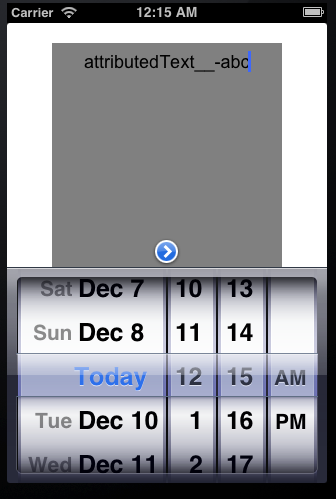 Carrier 12:15 AM
attributedText__-abc
Sat Dec 7 10 13
Sun Dec 8 11 14
Today 12 15 AM
Tue Dec 10 1 16 PM
Wed Dec 11 2 17